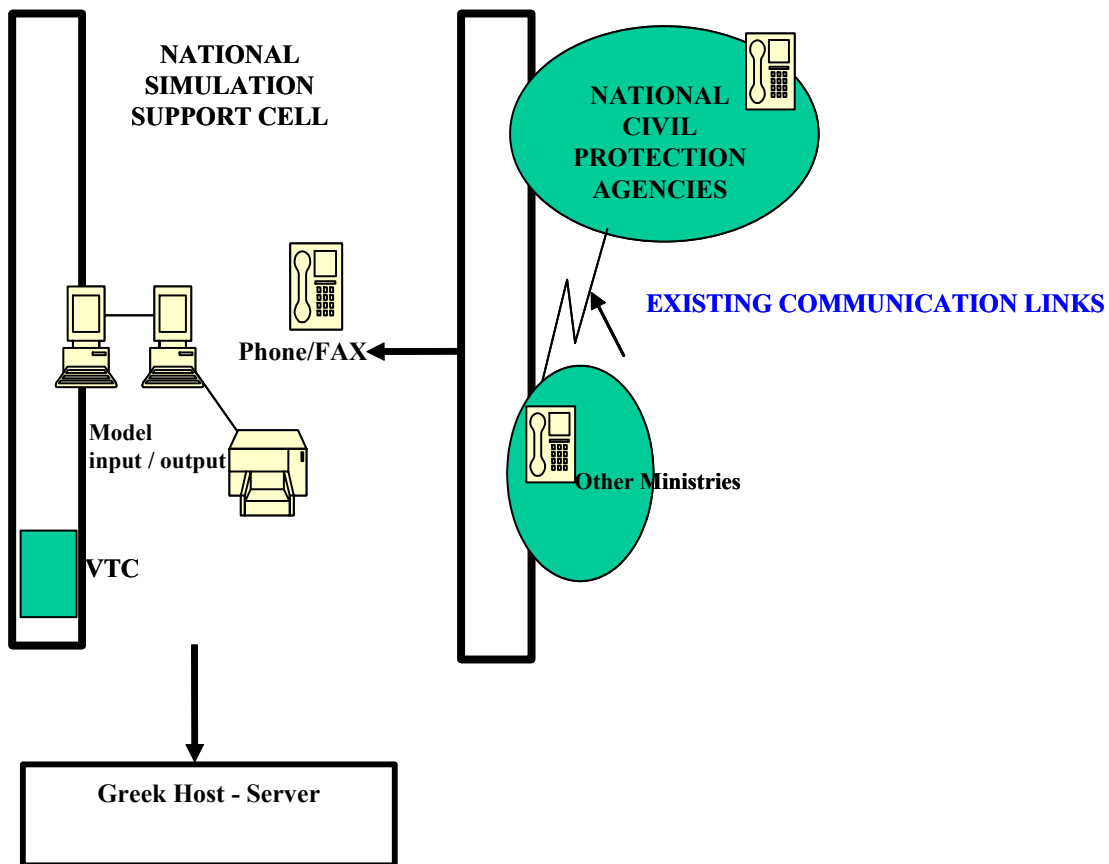 NATIONAL
SIMULATION
SUPPORT CELL
NATIONAL
CIVIL
PROTECTION
AGENCIES
EXISTING COMMUNICATION LINKS
Phone/FAX
Model
input / output
Other Ministries
VTC
Greek Host - Server